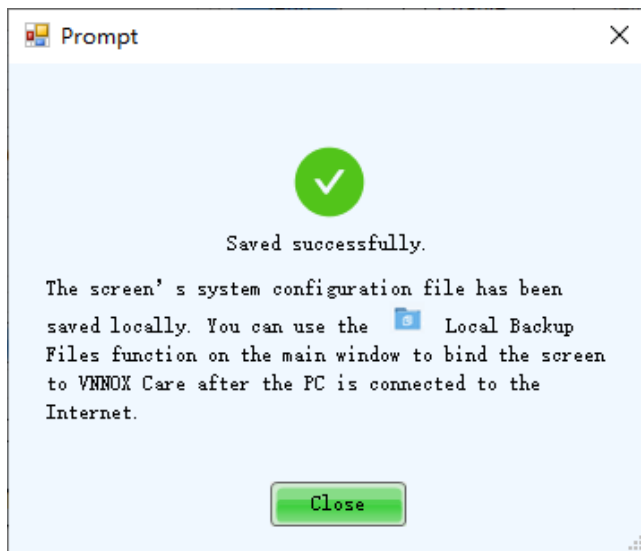 Prompt
Saved successfully.
The screen's system configuration file has been
saved locally. You can use the Local Backup
Files function on the main window to bind the screen
to VNNOX Care after the PC is connected to the
Internet.
Close